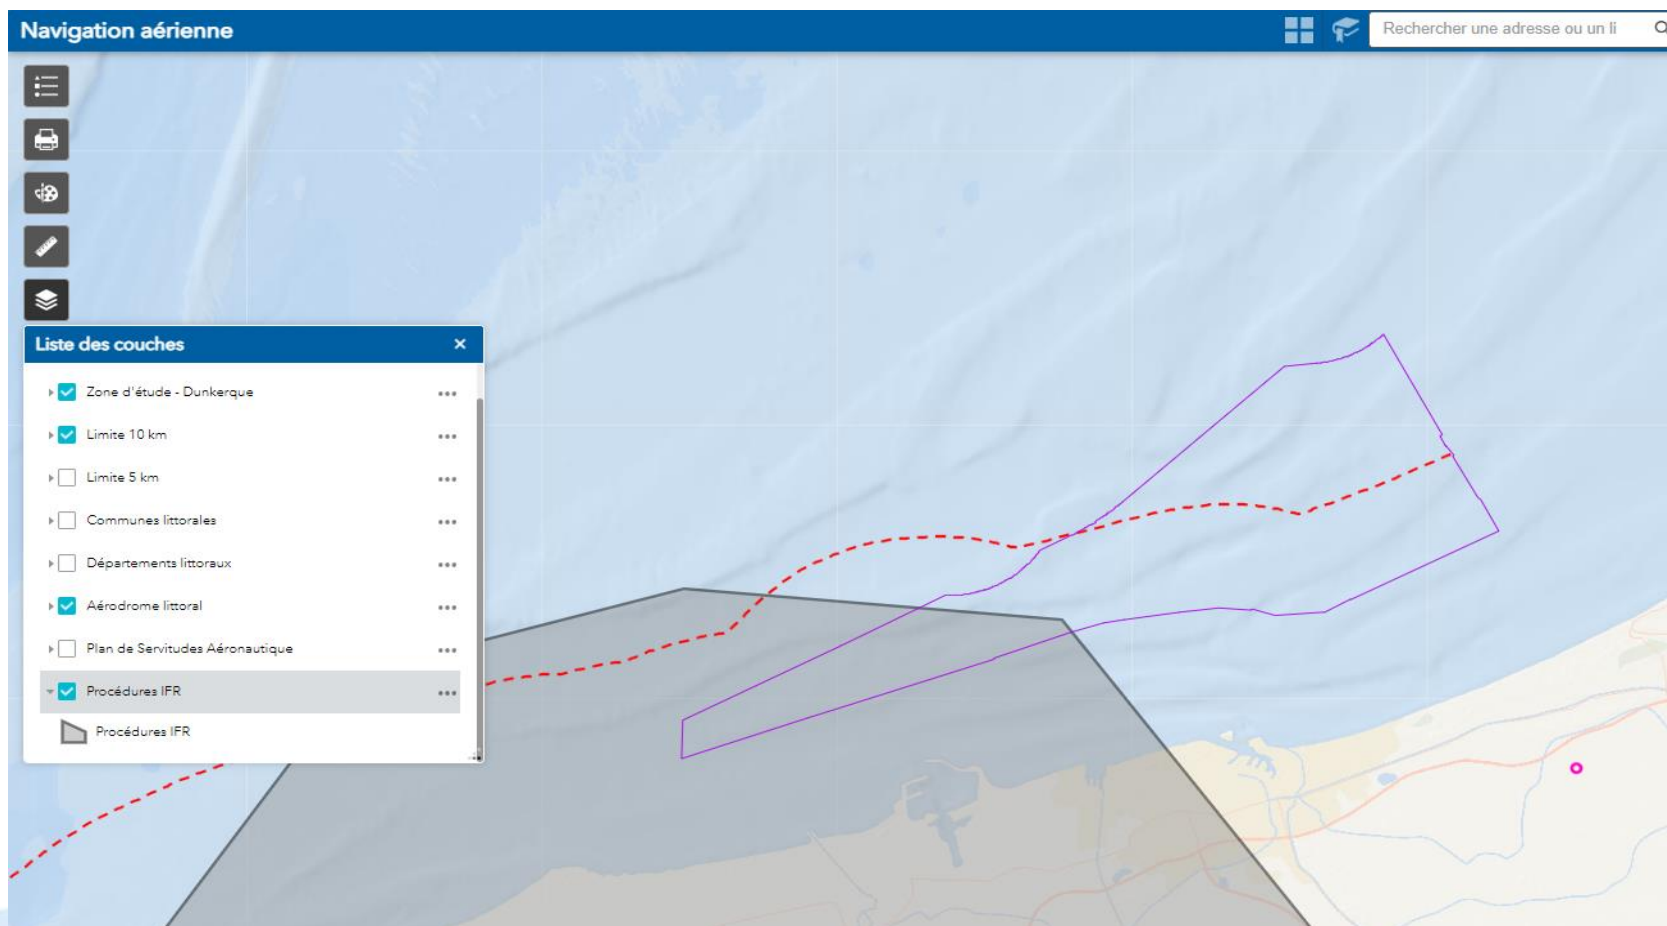 Navigation aérienne
Rechercher une adresse ou un li
Liste des couches
Zone d'étude - Dunkerque
Limite 10 km
Limite 5 km
Communes littorales
Départements littoraux
Aérodrome littoral
Plan de Servitudes Aéronautique
Procédures IFR
Procédures IFR